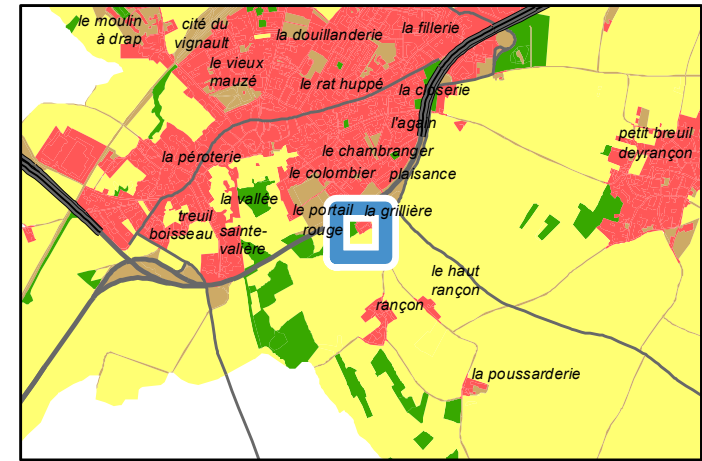 le moulin
à drap
cité du
vignault
la douillanderie
la fillerie
le vieux
mauzé
le rat huppé
la closerie
l'again
petit breuil
deyrançon
la péroterie
le chambranger
le colombier
plaisance
la vallée
treuil
boisseau
sainte-
valière
le portail
rouge
la grillière
le haut
rançon
rançon
la poussarderie